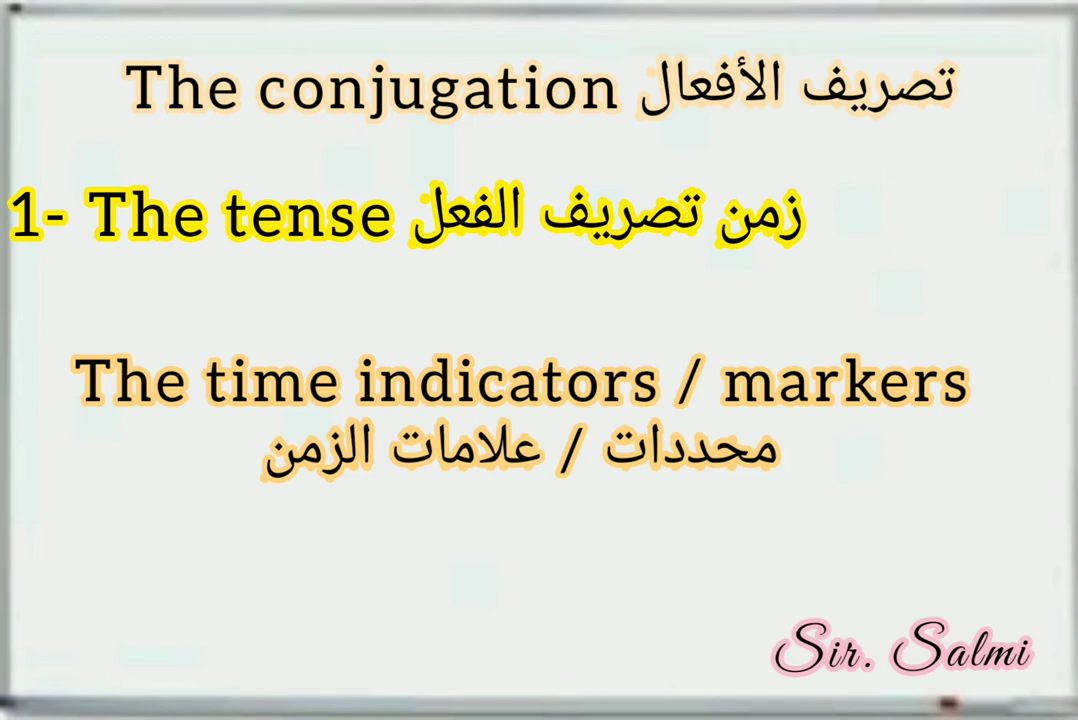 The conjugation تصريف الأفعال
1- The tense زمن تصريف الفعل
The time indicators / markers
محددات / علامات الزمن
Sir. Salmi